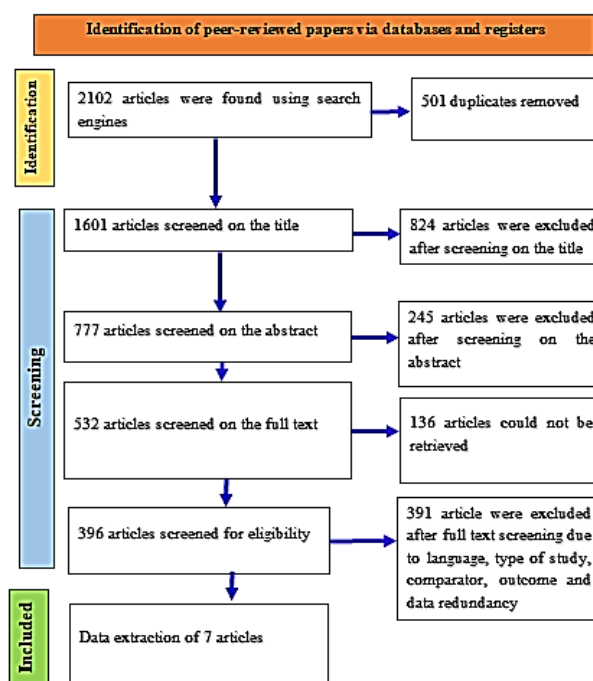 Identification of peer-reviewed papers via databases and registers
Identification
2102 articles were found using search
engines
501 duplicates removed
Screening
1601 articles screened on the title
824 articles were excluded
after screening on the title
777 articles screened on the abstract
245 articles were excluded
after screening on the
abstract
532 articles screened on the full text
136 articles could not be
retrieved
396 articles screened for eligibility
391 article were excluded
after full text screening due
to language, type of study,
comparator, outcome and
data redundancy
Included
Data extraction of 7 articles